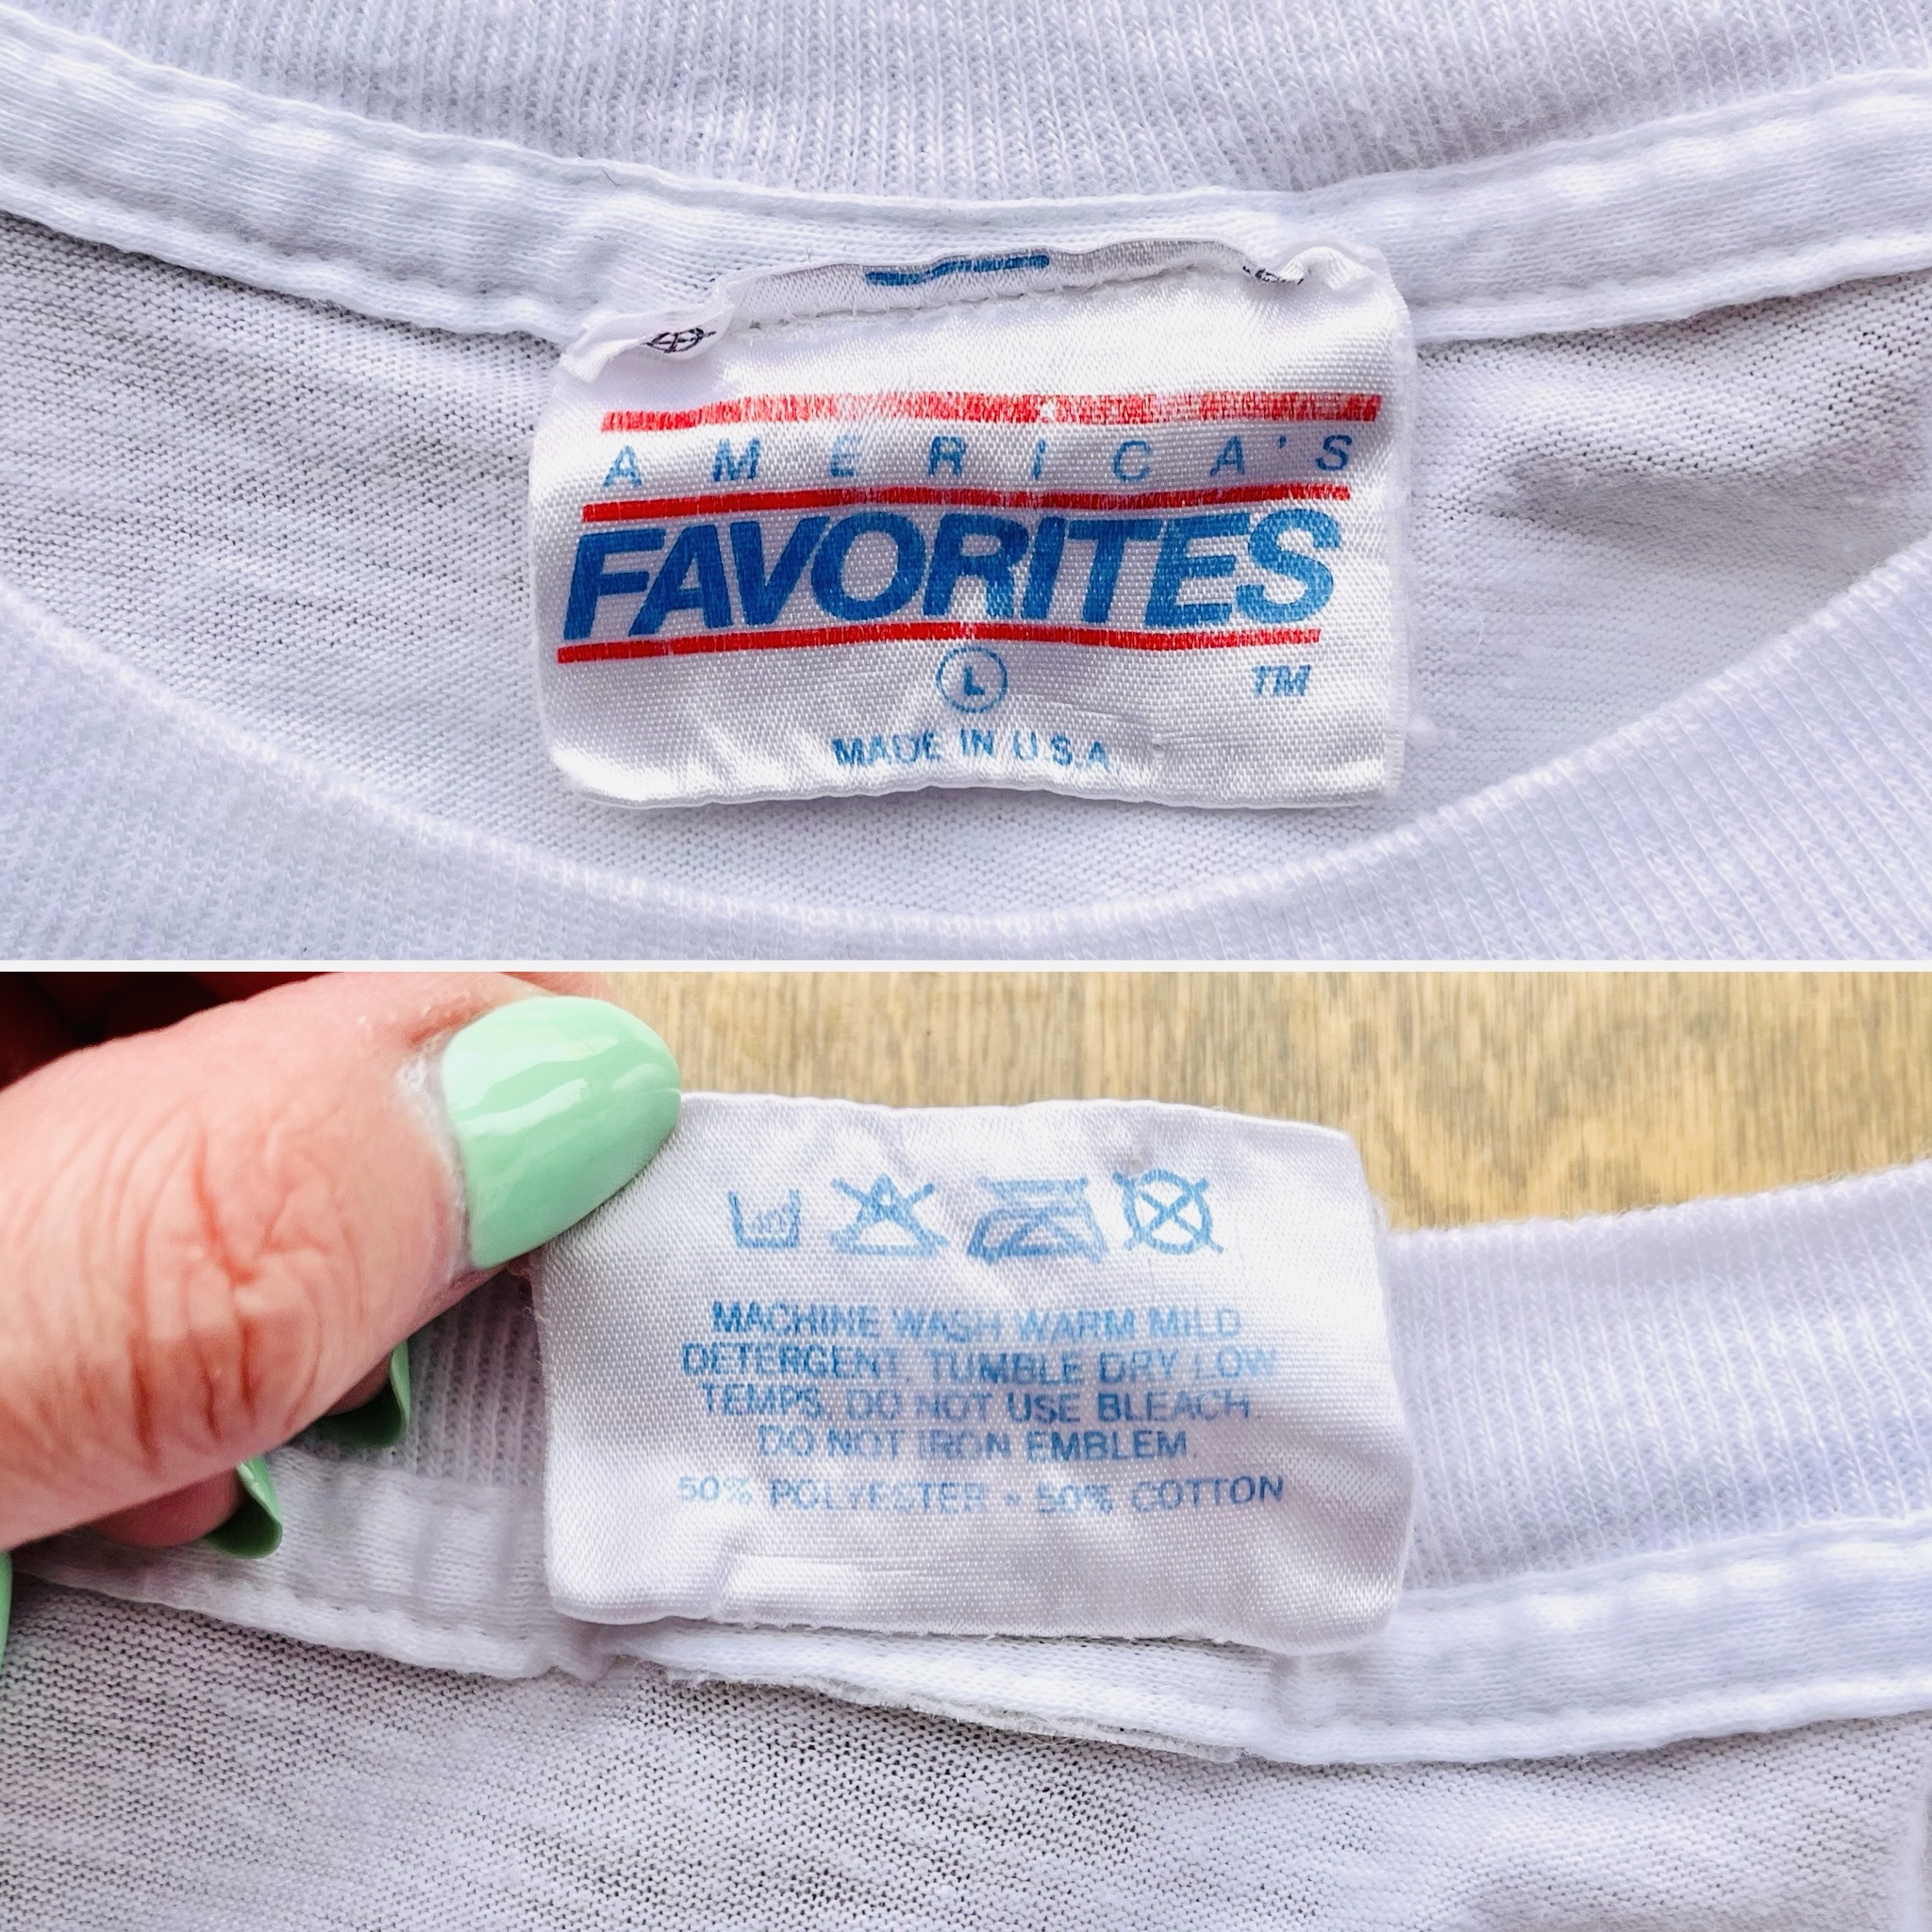 AMERICA'S
FAVORITES
L
TM
MADE IN U.S.A
MACHINE WASH WARM MILD
DETERGENT, TUMBLE DRY LOW
TEMPS. DO NOT USE BLEACH.
DO NOT IRON EMBLEM.
50% POLYESTER • 50% COTTON